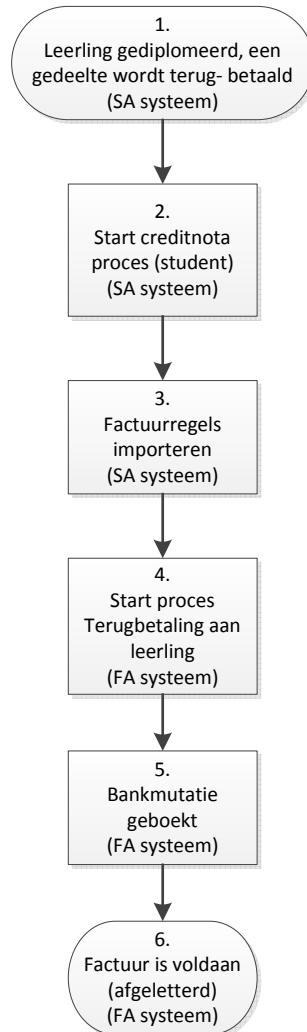 1.
Leerling gediplomeerd, een
gedeelte wordt terug- betaald
(SA systeem)
2.
Start creditnota
proces (student)
(SA systeem)
3.
Factuurregels
importeren
(SA systeem)
4.
Start proces
Terugbetaling aan
leerling
(FA systeem)
5.
Bankmutatie
geboekt
(FA systeem)
6.
Factuur is voldaan
(afgeletterd)
(FA systeem)